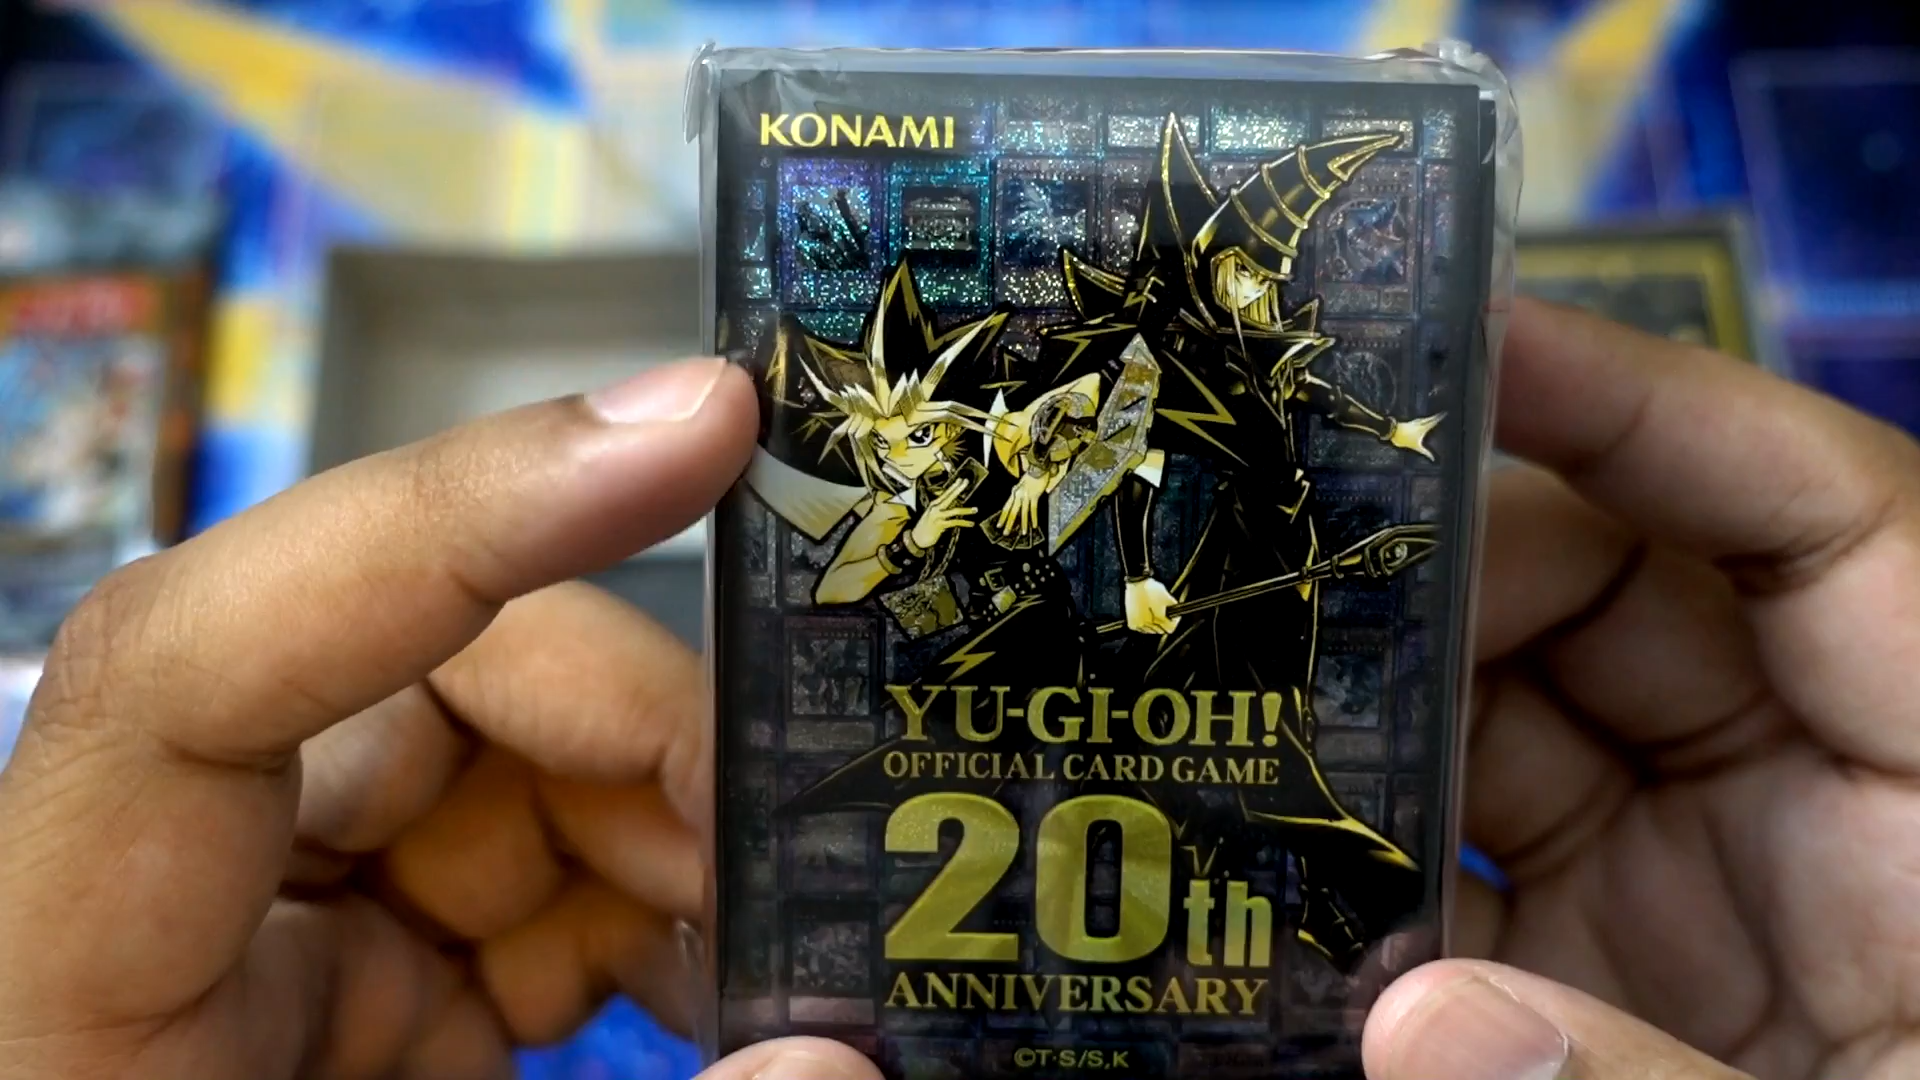 KONAMI
YU-GI-OH!
OFFICIAL CARD GAME
20th
ANNIVERSARY
©T·S/S,K